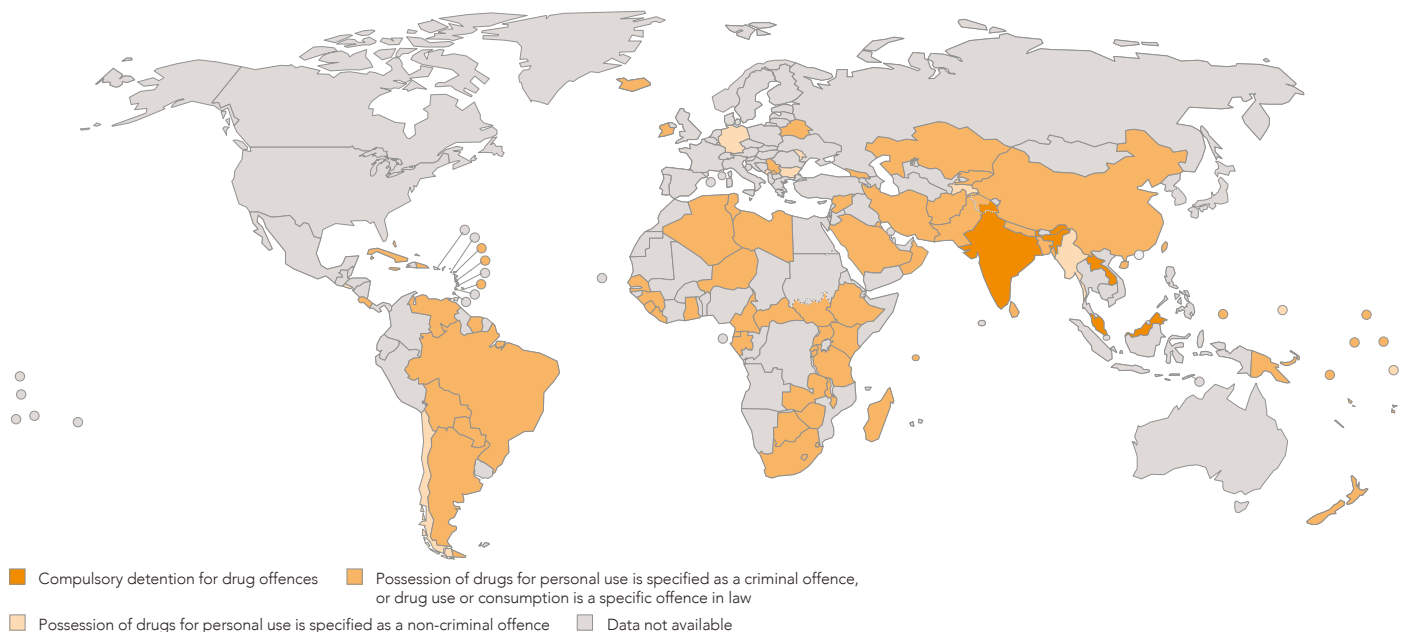 Compulsory detention for drug offences
Possession of drugs for personal use is specified as a criminal offence,
or drug use or consumption is a specific offence in law
Possession of drugs for personal use is specified as a non-criminal offence
Data not available